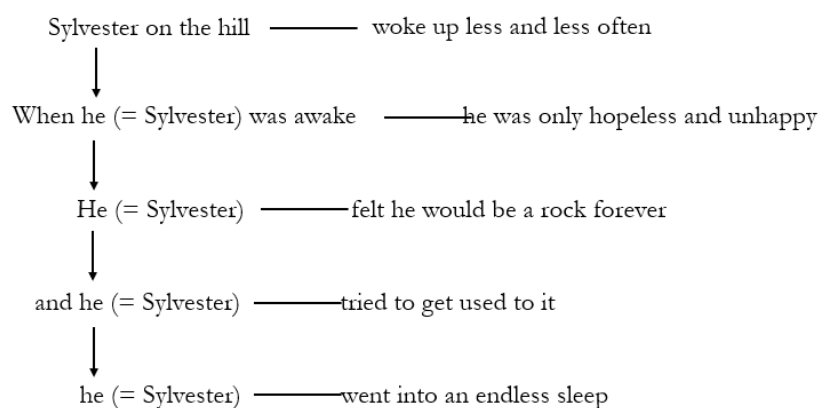 Sylvester on the hill woke up less and less often
When he (= Sylvester) was awake he was only hopeless and unhappy
He (= Sylvester) felt he would be a rock forever
and he (= Sylvester) tried to get used to it
he (= Sylvester) went into an endless sleep